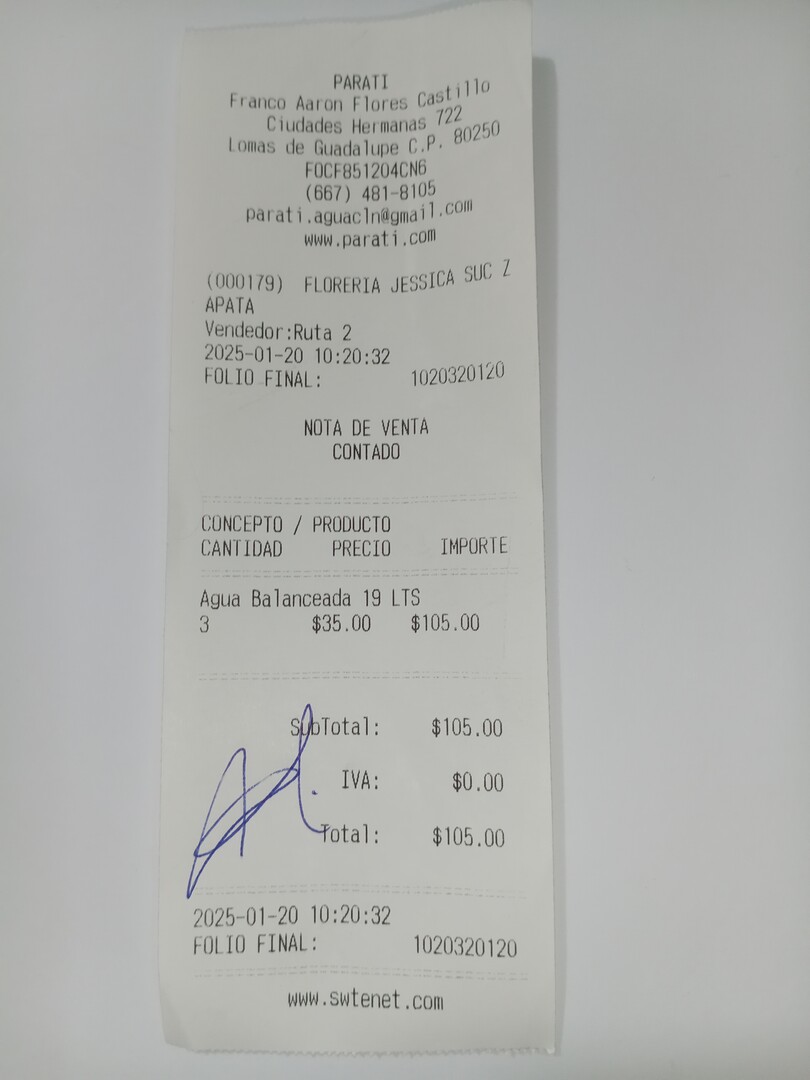 PARATI
Franco Aaron Flores Castillo
Ciudades Hermanas 722
Lomas de Guadalupe C.P. 80250
FOCF851204CN6
(667) 481-8105
parati.aguacln@gmail.com
www.parati.com
(000179) FLORERIA JESSICA SUC Z
APATA
Vendedor:Ruta 2
2025-01-20 10:20:32
FOLIO FINAL: 1020320120
NOTA DE VENTA
CONTADO
CONCEPTO / PRODUCTO
CANTIDAD PRECIO IMPORTE
Agua Balanceada 19 LTS
3 $35.00 $105.00
SubTotal: $105.00
IVA: $0.00
Total: $105.00
2025-01-20 10:20:32
FOLIO FINAL: 1020320120
www.swtenet.com